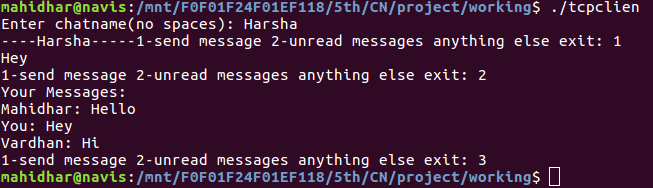 mahidhar@navis:/mnt/F0F01F24F01EF118/5th/CN/project/working$ ./tcpclien
Enter chatname(no spaces): Harsha
----Harsha-----1-send message 2-unread messages anything else exit: 1
Hey
1-send message 2-unread messages anything else exit: 2
Your Messages:
Mahidhar: Hello
You: Hey
Vardhan: Hi
1-send message 2-unread messages anything else exit: 3
mahidhar@navis:/mnt/F0F01F24F01EF118/5th/CN/project/working$